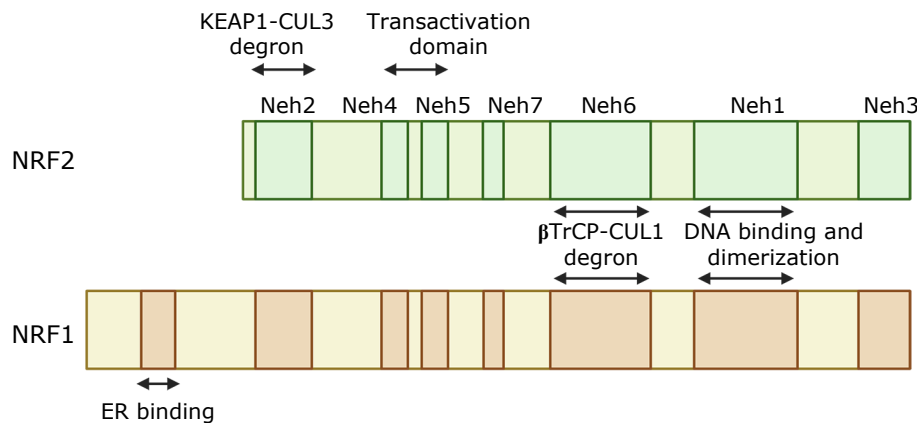 KEAP1-CUL3
degron
Transactivation
domain
Neh2 Neh4 Neh5 Neh7 Neh6 Neh1 Neh3
NRF2
βTrCP-CUL1
degron
DNA binding and
dimerization
NRF1
ER binding